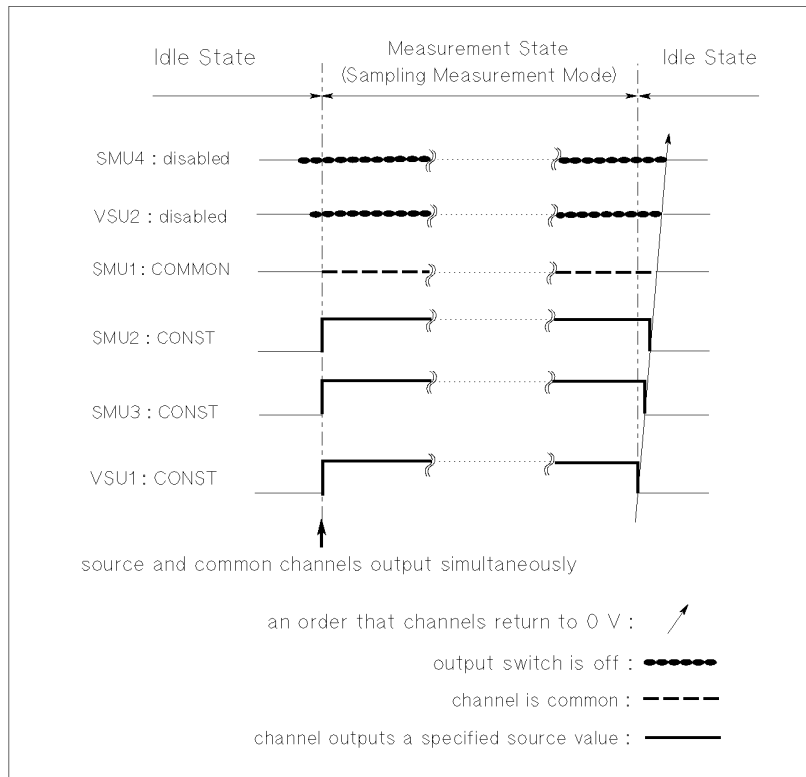 Idle State
Measurement State
(Sampling Measurement Mode)
Idle State
SMU4 : disabled
VSU2 : disabled
SMU1: COMMON
SMU2 : CONST
SMU3 : CONST
VSU1 : CONST
source and common channels output simultaneously
an order that channels return to 0 V :
output switch is off :
channel is common :
channel outputs a specified source value :